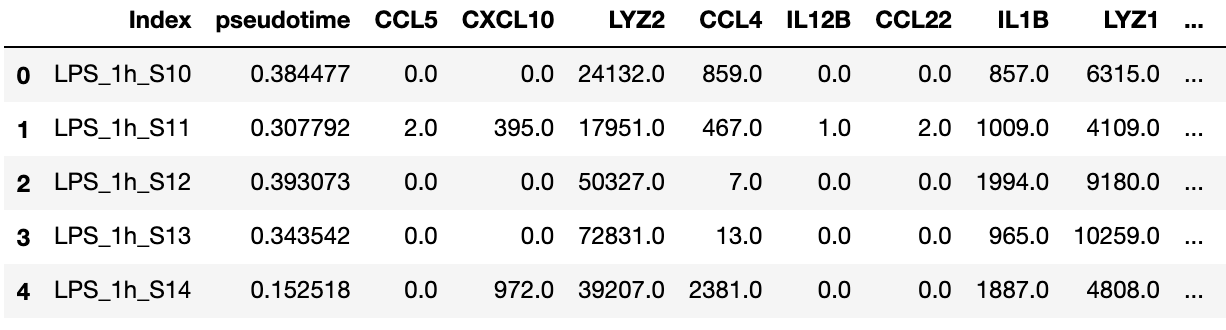 Index pseudotime CCL5 CXCL10 LYZ2 CCL4 IL12B CCL22 IL1B LYZ1 ...
0 LPS_1h_S10 0.384477 0.0 0.0 24132.0 859.0 0.0 0.0 857.0 6315.0 ...
1 LPS_1h_S11 0.307792 2.0 395.0 17951.0 467.0 1.0 2.0 1009.0 4109.0 ...
2 LPS_1h_S12 0.393073 0.0 0.0 50327.0 7.0 0.0 0.0 1994.0 9180.0 ...
3 LPS_1h_S13 0.343542 0.0 0.0 72831.0 13.0 0.0 0.0 965.0 10259.0 ...
4 LPS_1h_S14 0.152518 0.0 972.0 39207.0 2381.0 0.0 0.0 1887.0 4808.0 ...